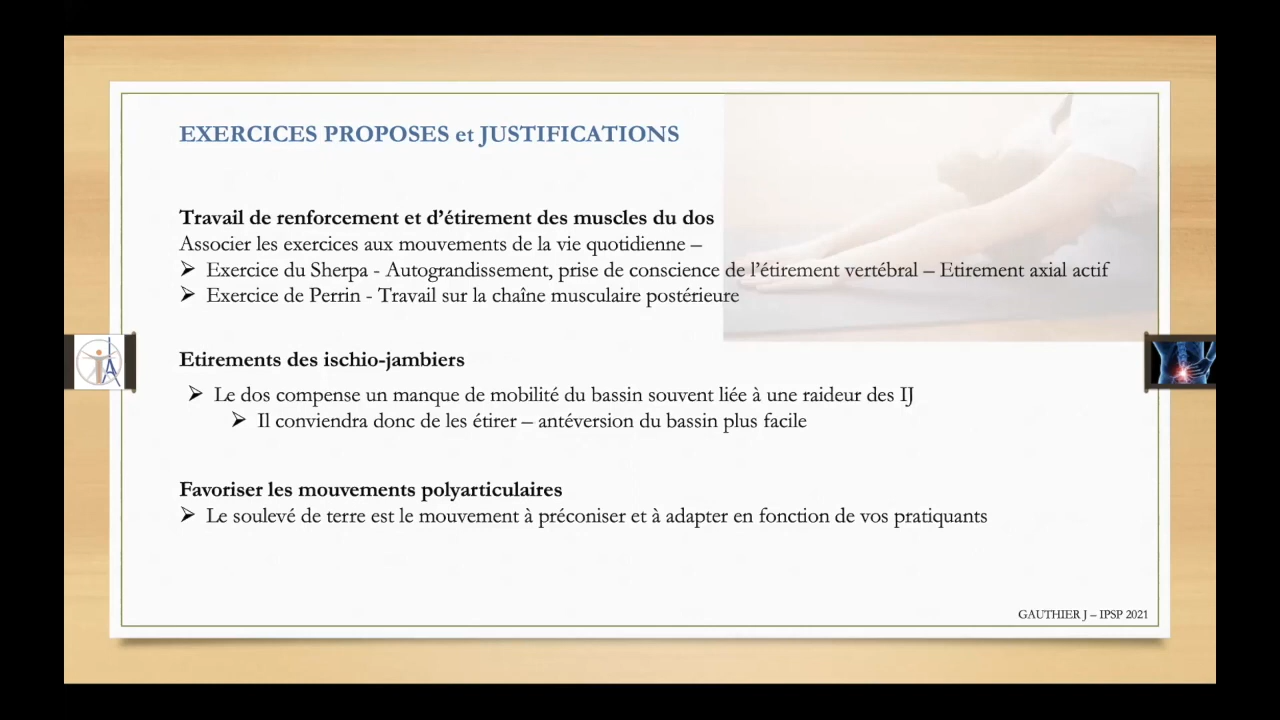 EXERCICES PROPOSES et JUSTIFICATIONS
Travail de renforcement et d'étirement des muscles du dos
Associer les exercices aux mouvements de la vie quotidienne –
➢ Exercice du Sherpa - Autograndissement, prise de conscience de l'étirement vertébral – Etirement axial actif
➢ Exercice de Perrin - Travail sur la chaîne musculaire postérieure
Etirements des ischio-jambiers
➢ Le dos compense un manque de mobilité du bassin souvent liée à une raideur des IJ
➢ Il conviendra donc de les étirer – antéversion du bassin plus facile
Favoriser les mouvements polyarticulaires
➢ Le soulevé de terre est le mouvement à préconiser et à adapter en fonction de vos pratiquants
GAUTHIER J – IPSP 2021